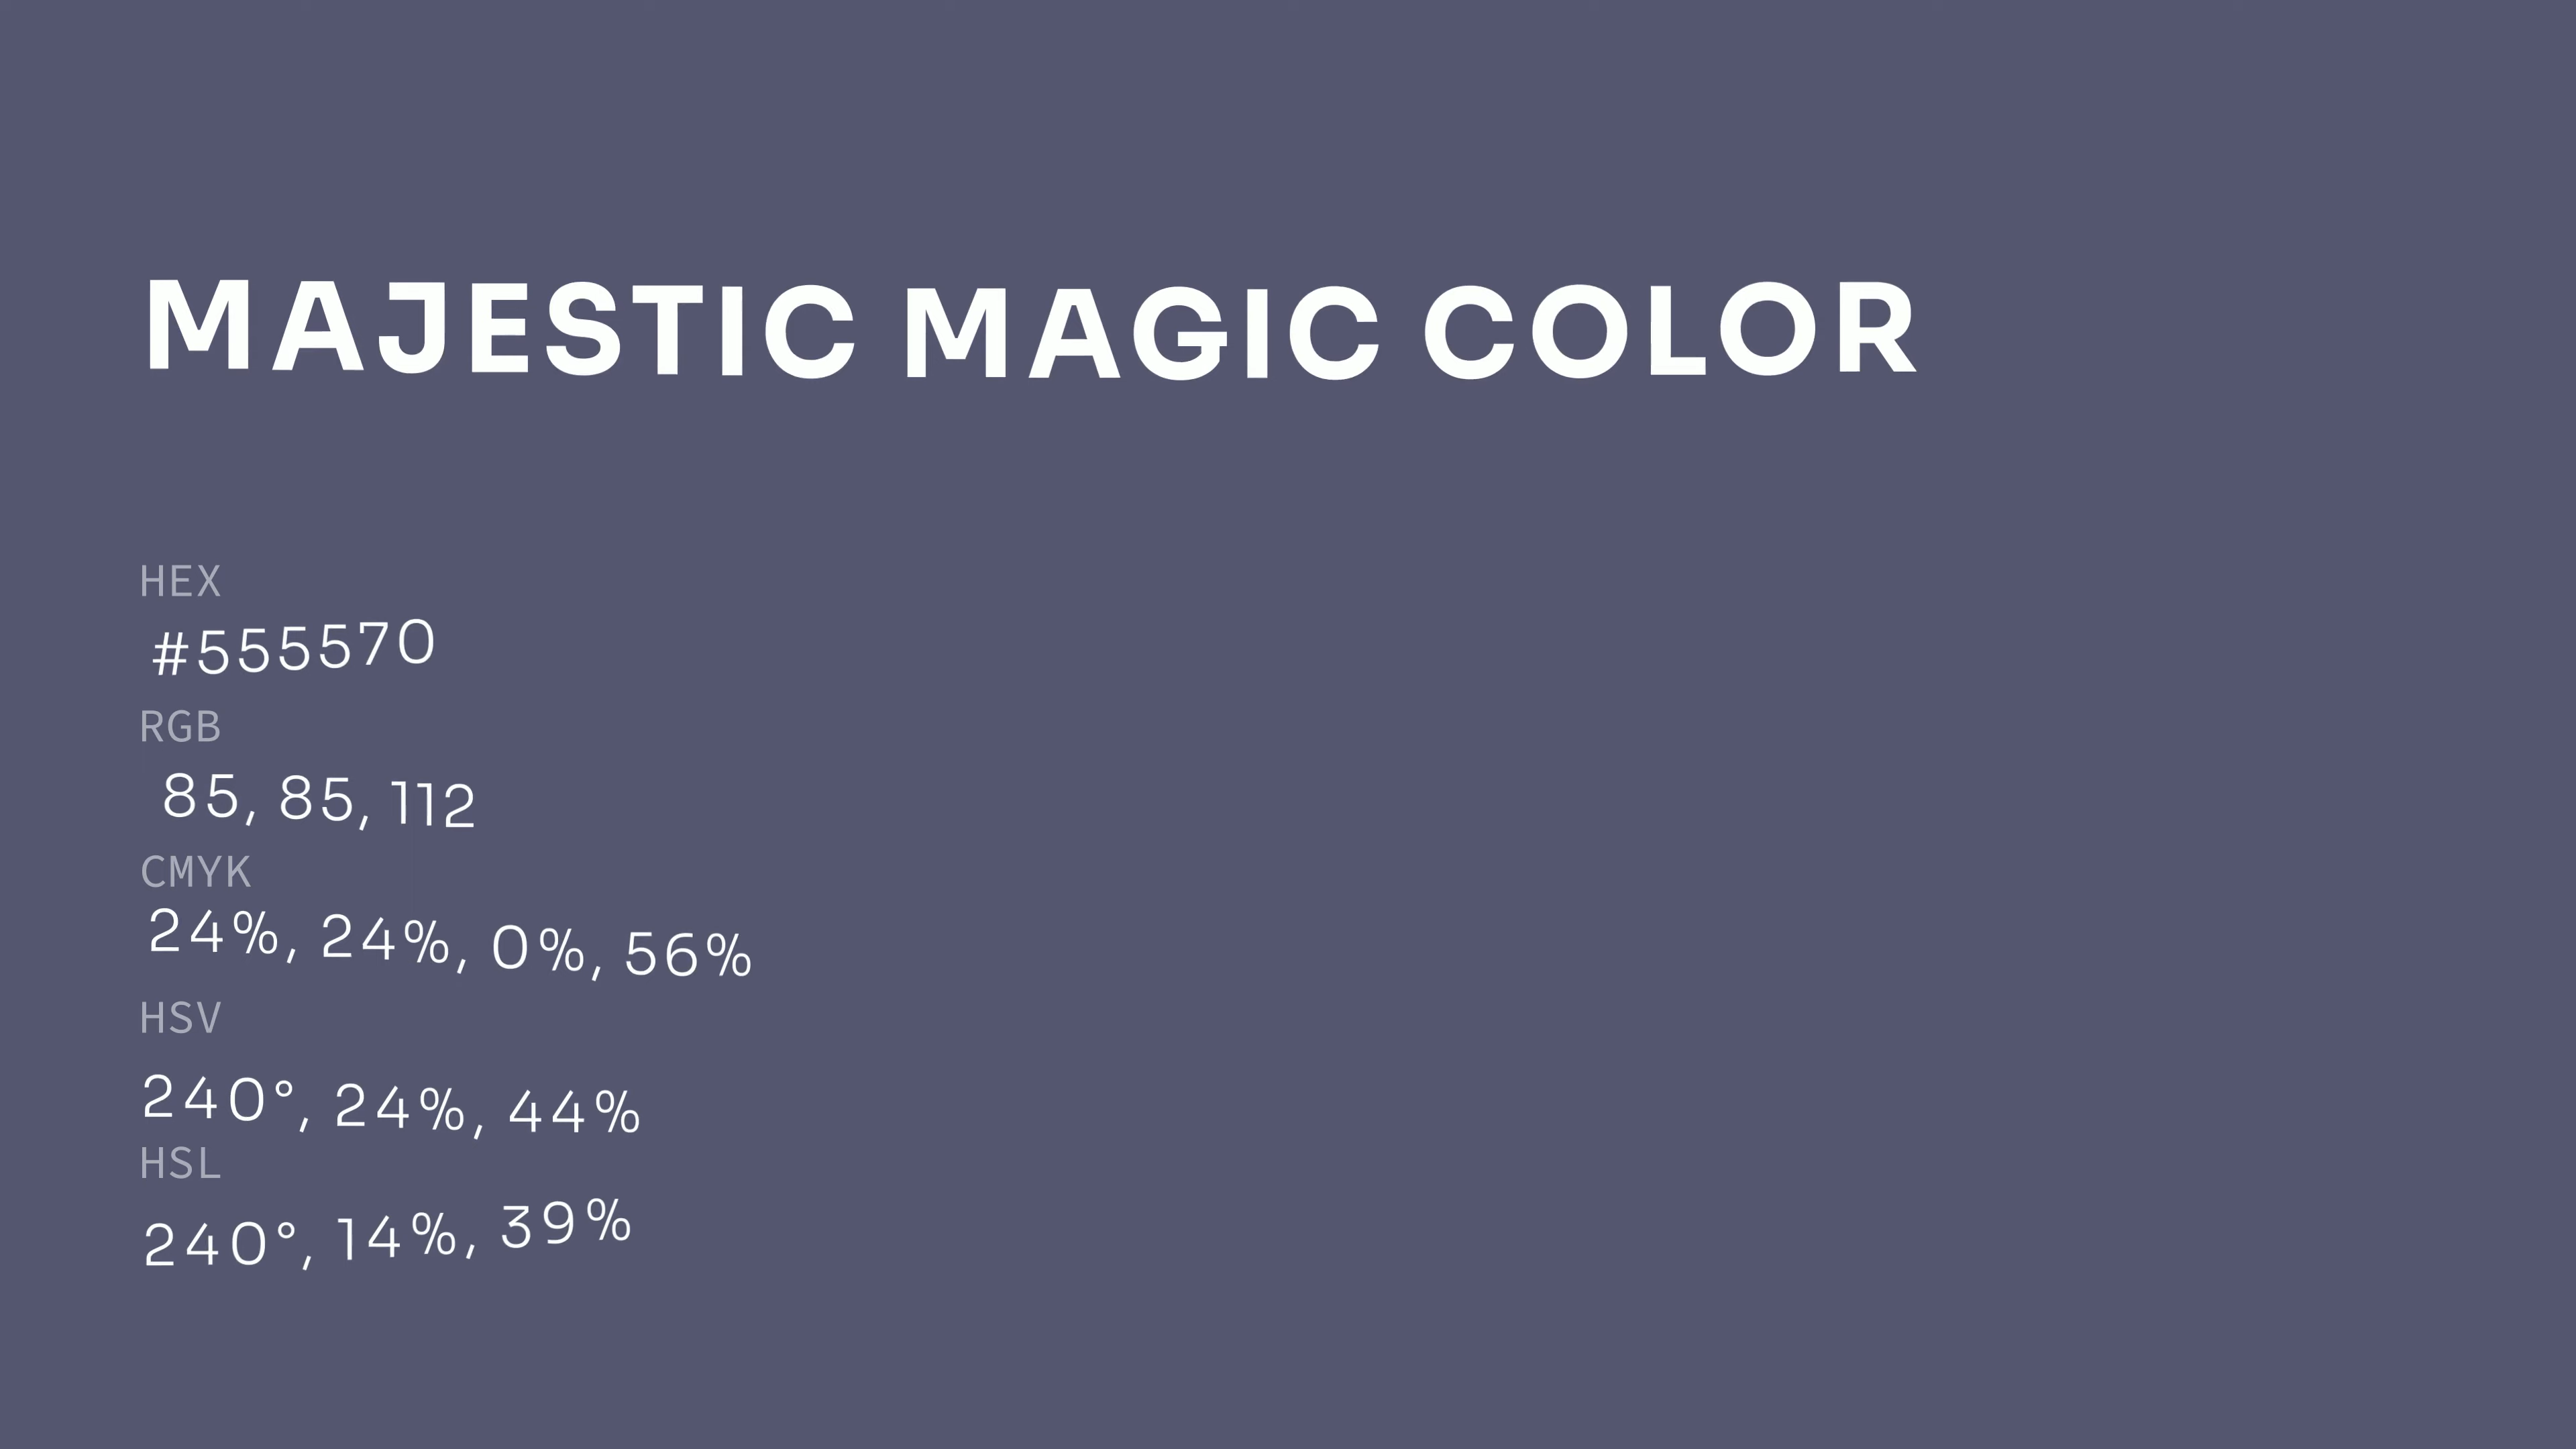 MAJESTIC MAGIC COLOR
HEX
#555570
RGB
85, 85, 112
CMYK
24%, 24%, 0%, 56%
HSV
240°, 24%, 44%
HSL
240°, 14%, 39%